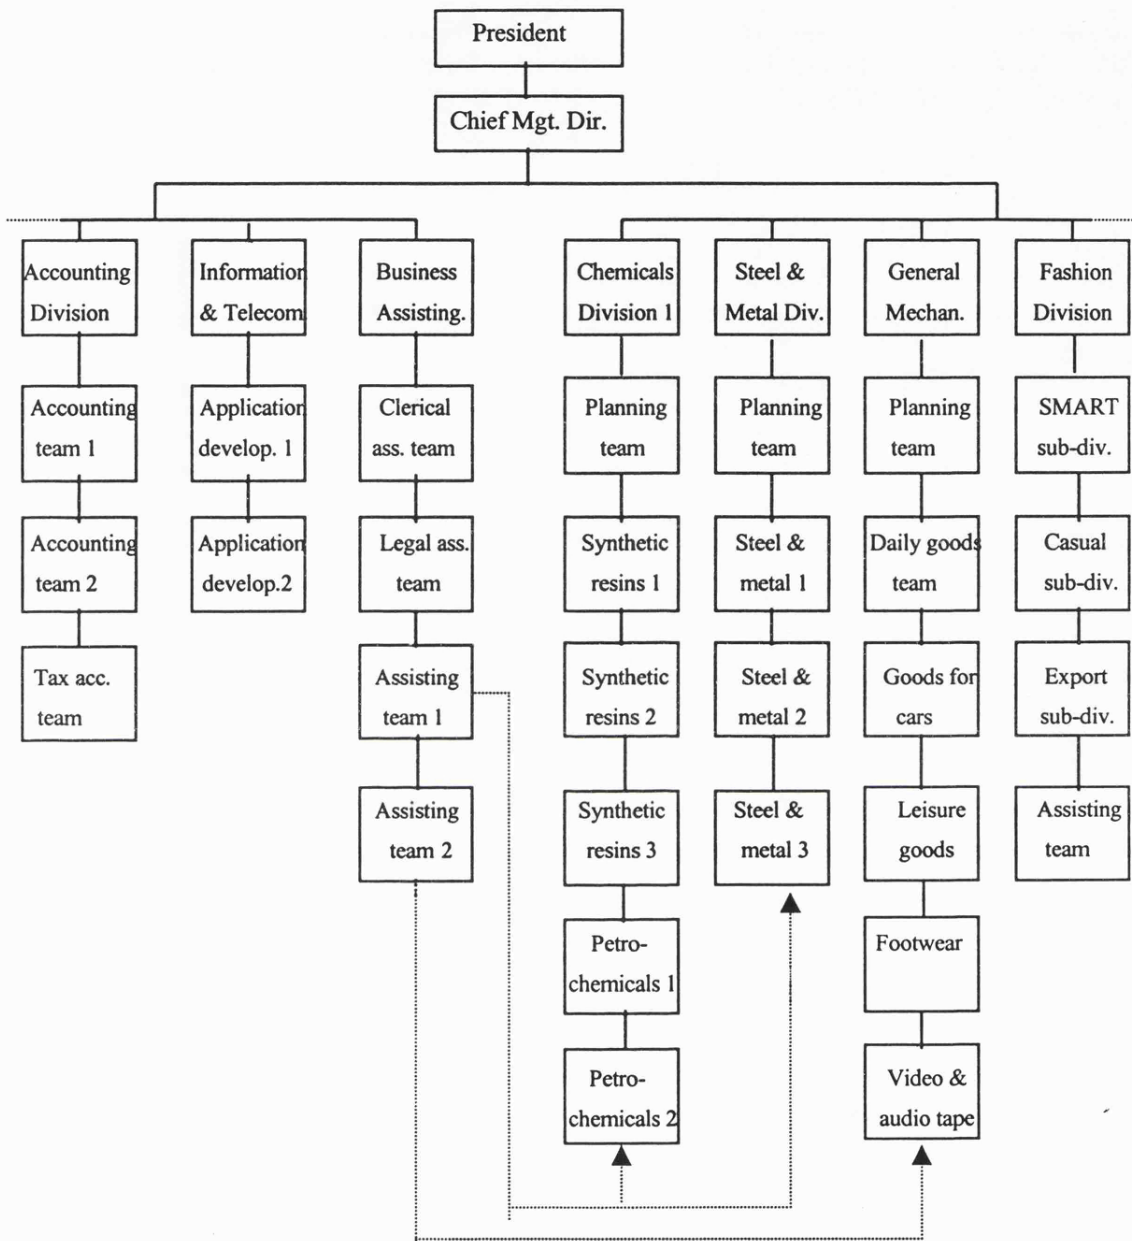 President
Chief Mgt. Dir.
Accounting
Division
Information
& Telecom
Business
Assisting.
Chemicals
Division 1
Steel &
Metal Div.
General
Mechan.
Fashion
Division
Accounting
team 1
Application
develop. 1
Clerical
ass. team
Planning
team
Planning
team
Planning
team
SMART
sub-div.
Accounting
team 2
Application
develop.2
Legal ass.
team
Synthetic
resins 1
Steel &
metal 1
Daily goods
team
Casual
sub-div.
Tax acc.
team
Assisting
team 1
Synthetic
resins 2
Steel &
metal 2
Goods for
cars
Export
sub-div.
Assisting
team 2
Synthetic
resins 3
Steel &
metal 3
Leisure
goods
Assisting
team
Petro-
chemicals 1
Footwear
Petro-
chemicals 2
Video &
audio tape